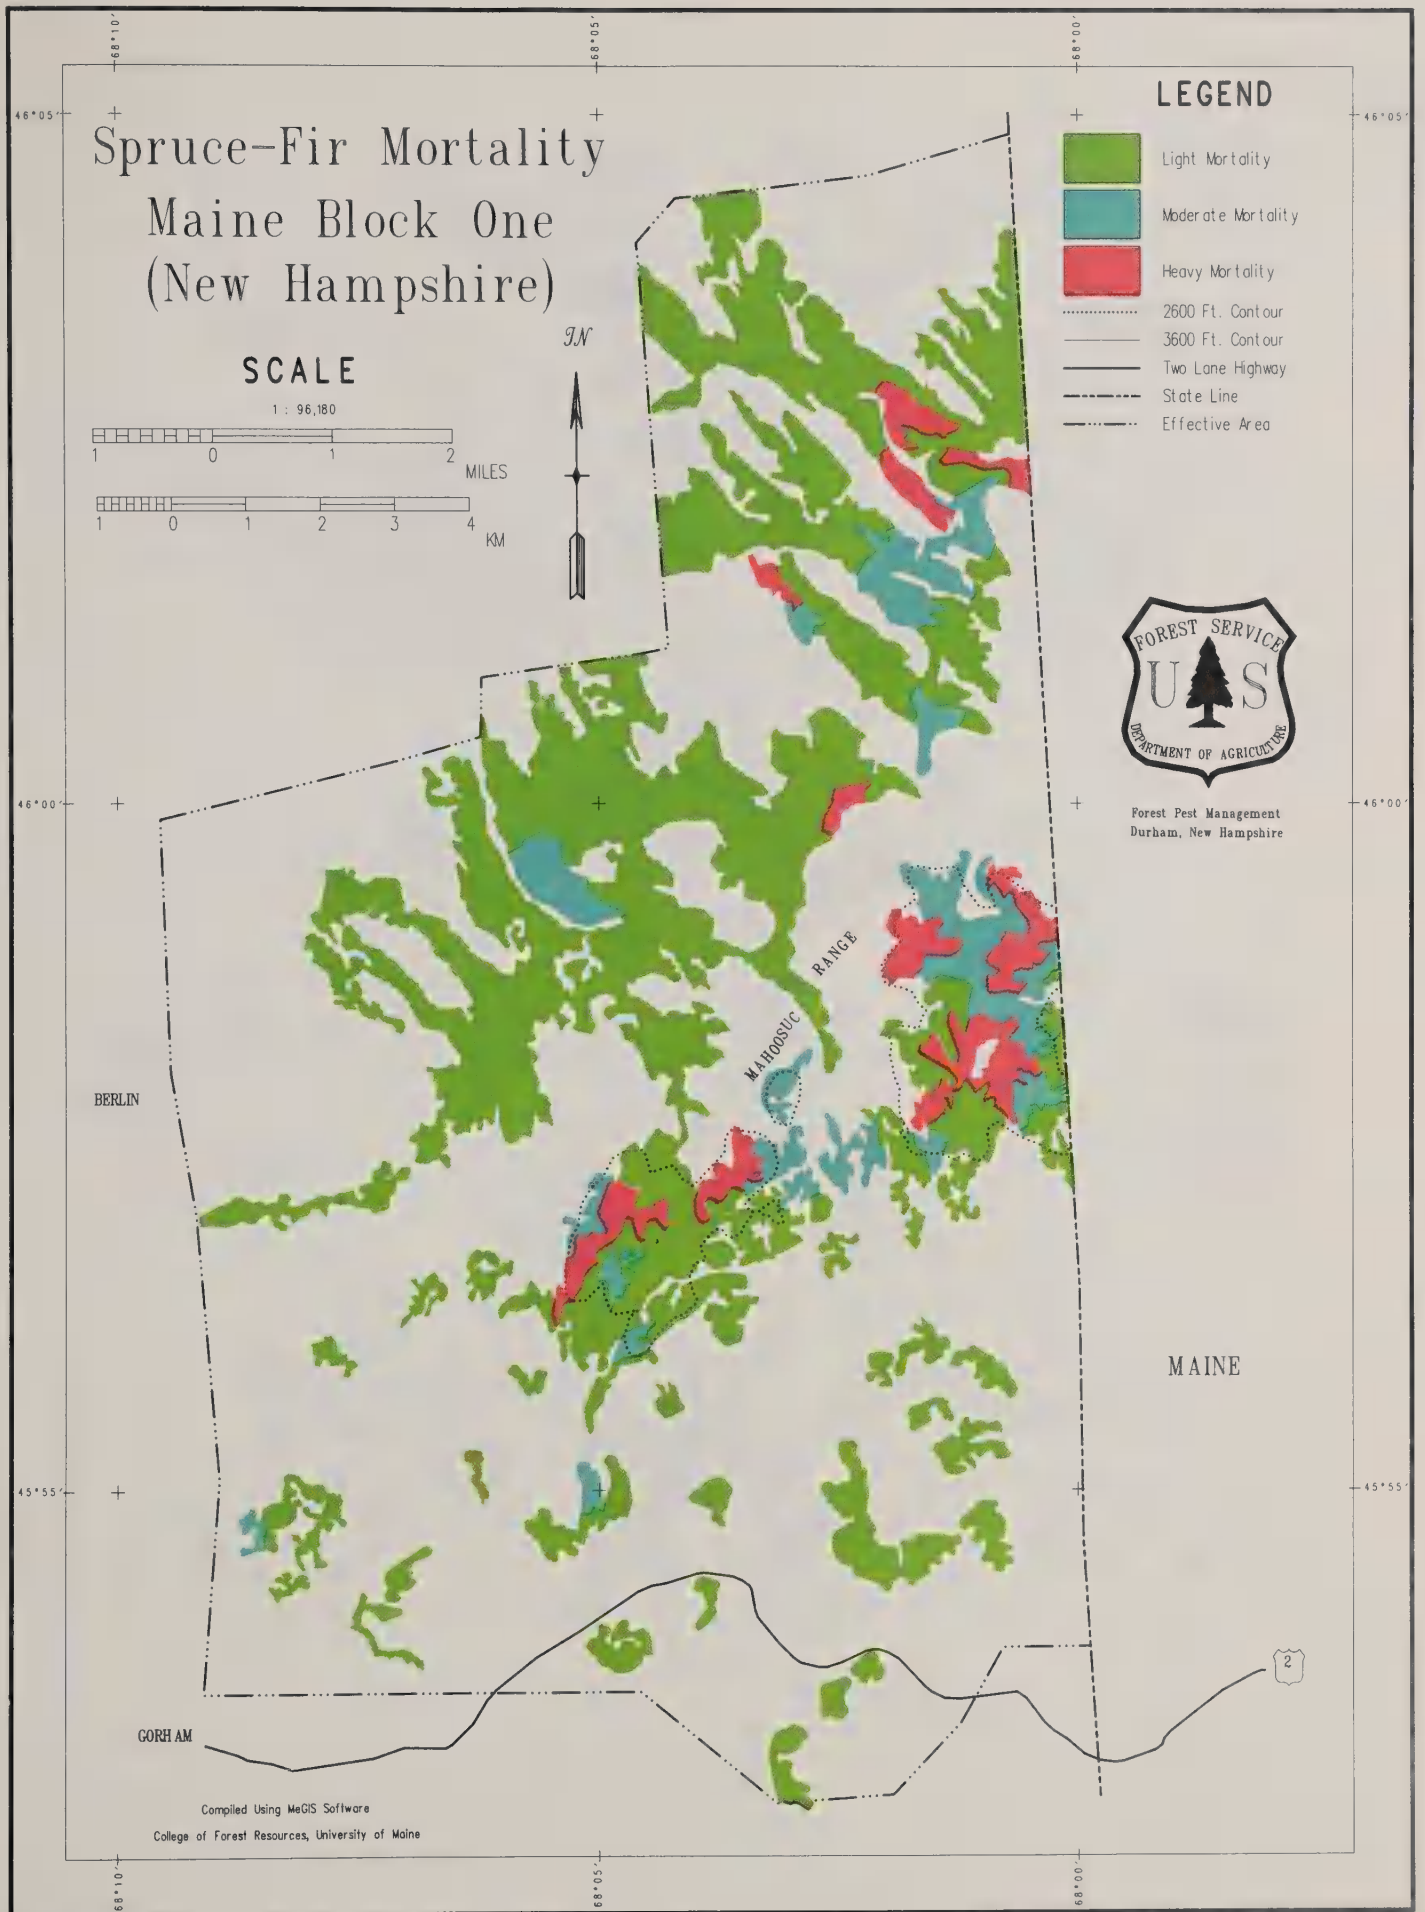 68°10'
68°05'
68°00'
46°05'
46°05'
Spruce-Fir Mortality
Maine Block One
(New Hampshire)
LEGEND
Light Mortality
Moderate Mortality
Heavy Mortality
2600 Ft. Contour
3600 Ft. Contour
Two Lane Highway
State Line
Effective Area
N
SCALE
1 : 96,180
1 0 1 2
MILES
1 0 1 2 3 4
KM
FOREST SERVICE
U S
DEPARTMENT OF AGRICULTURE
Forest Pest Management
Durham, New Hampshire
46°00'
46°00'
MAHOOSUC RANGE
BERLIN
MAINE
45°55'
45°55'
2
GORHAM
Compiled Using MeGIS Software
College of Forest Resources, University of Maine
68°10'
68°05'
68°00'